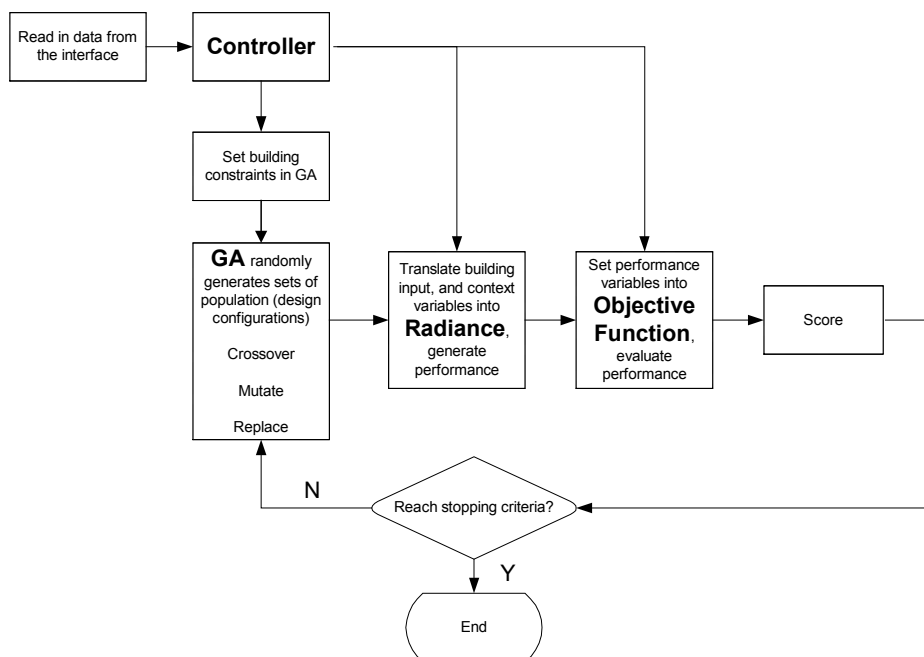 Read in data from
the interface
Controller
Set building
constraints in GA
GA randomly
generates sets of
population (design
configurations)
Crossover
Mutate
Replace
Translate building
input, and context
variables into
Radiance,
generate
performance
Set performance
variables into
Objective
Function,
evaluate
performance
Score
Reach stopping criteria?
N
Y
End